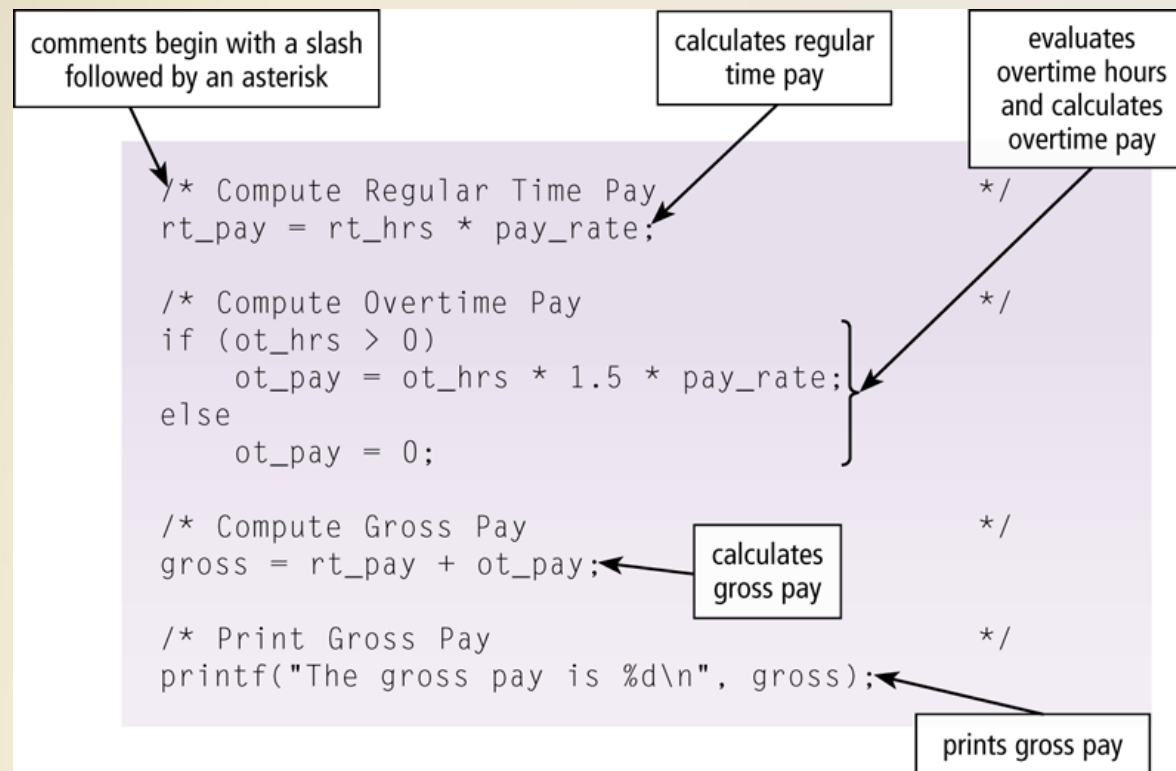 comments begin with a slash
followed by an asterisk
calculates regular
time pay
evaluates
overtime hours
and calculates
overtime pay
/* Compute Regular Time Pay */
rt_pay = rt_hrs * pay_rate;
/* Compute Overtime Pay */
if (ot_hrs > 0)
ot_pay = ot_hrs * 1.5 * pay_rate;
else
ot_pay = 0;
/* Compute Gross Pay */
gross = rt_pay + ot_pay;
calculates
gross pay
/* Print Gross Pay */
printf("The gross pay is %d\n", gross);
prints gross pay